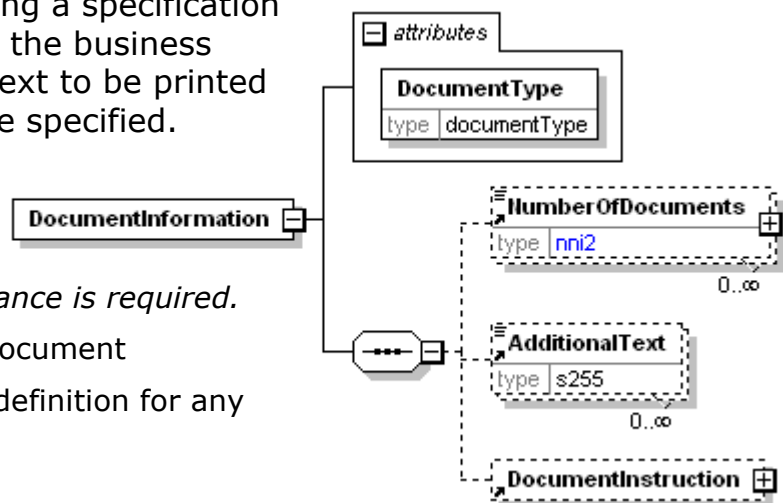 ng a specification
the business
ext to be printed
e specified.
attributes
DocumentType
type documentType
DocumentInformation
NumberOfDocuments
type nni2
0..∞
ance is required.
ocument
definition for any
AdditionalText
type s255
0..∞
DocumentInstruction